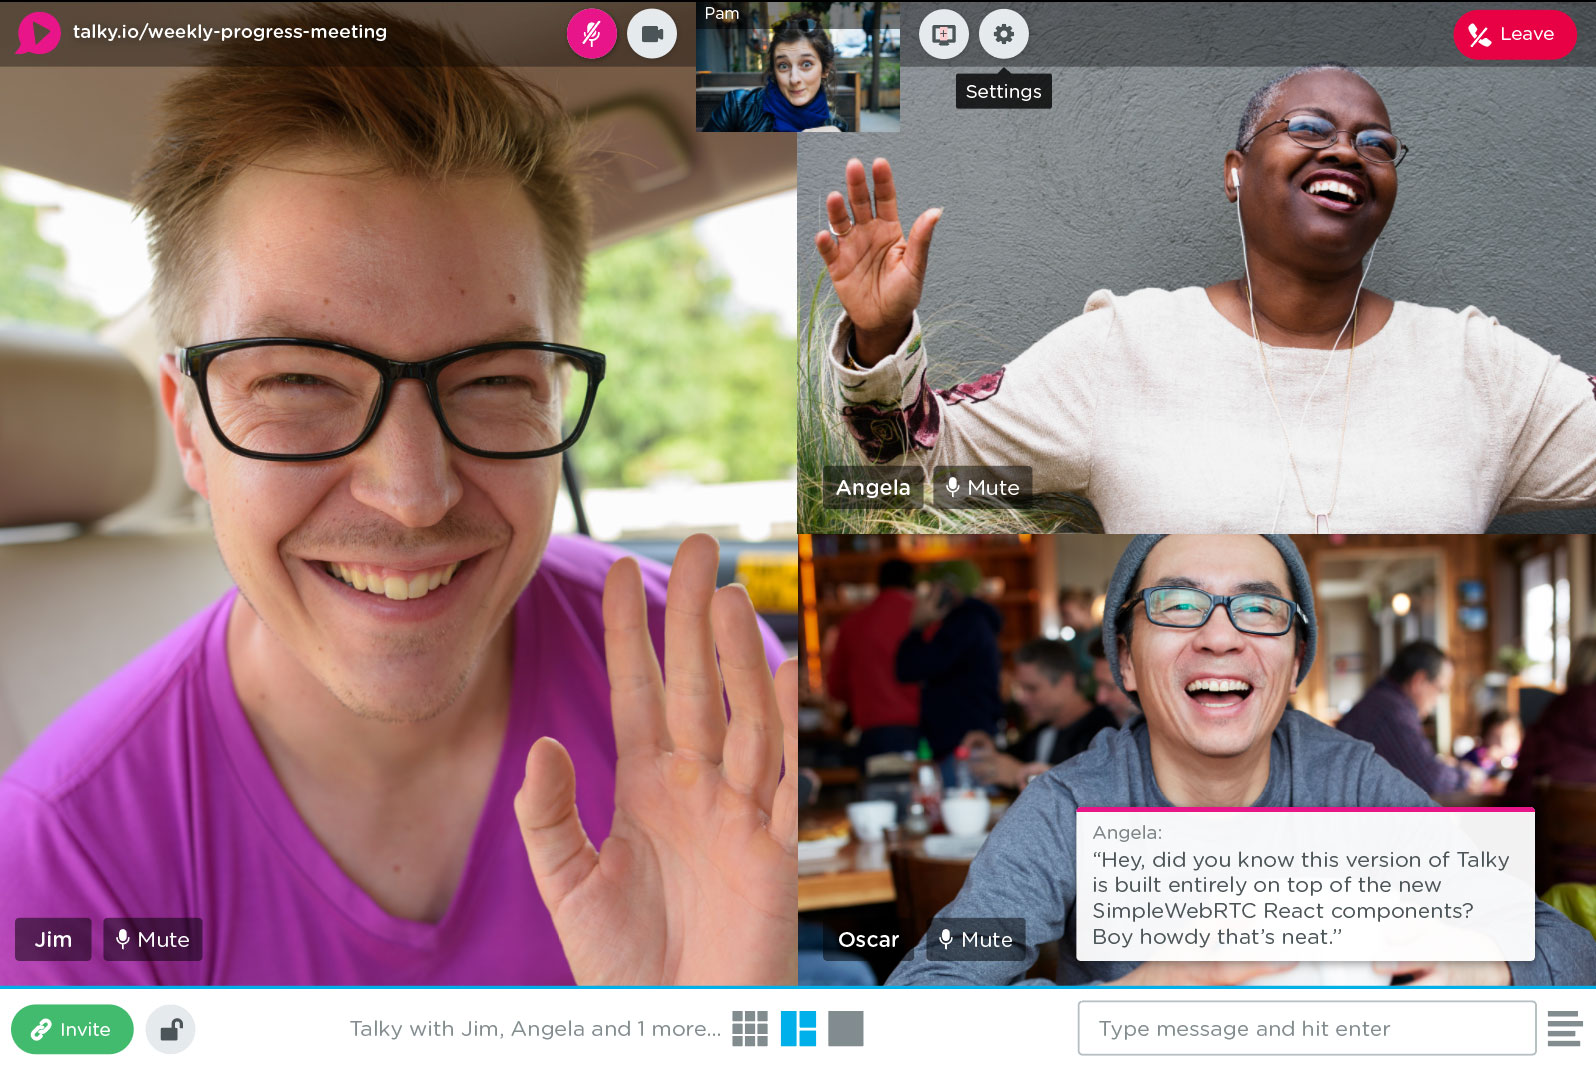 talky.io/weekly-progress-meeting
Pam
Leave
Settings
Angela
Mute
Jim
Mute
Oscar
Mute
Angela:
“Hey, did you know this version of Talky
is built entirely on top of the new
SimpleWebRTC React components?
Boy howdy that’s neat.”
Invite
Talky with Jim, Angela and 1 more...
Type message and hit enter